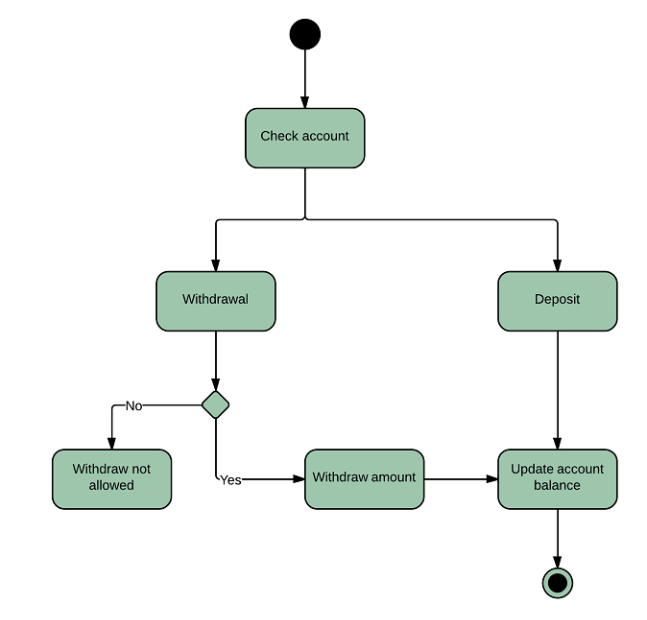 Check account
Withdrawal
Deposit
No
Withdraw not
allowed
Yes
Withdraw amount
Update account
balance